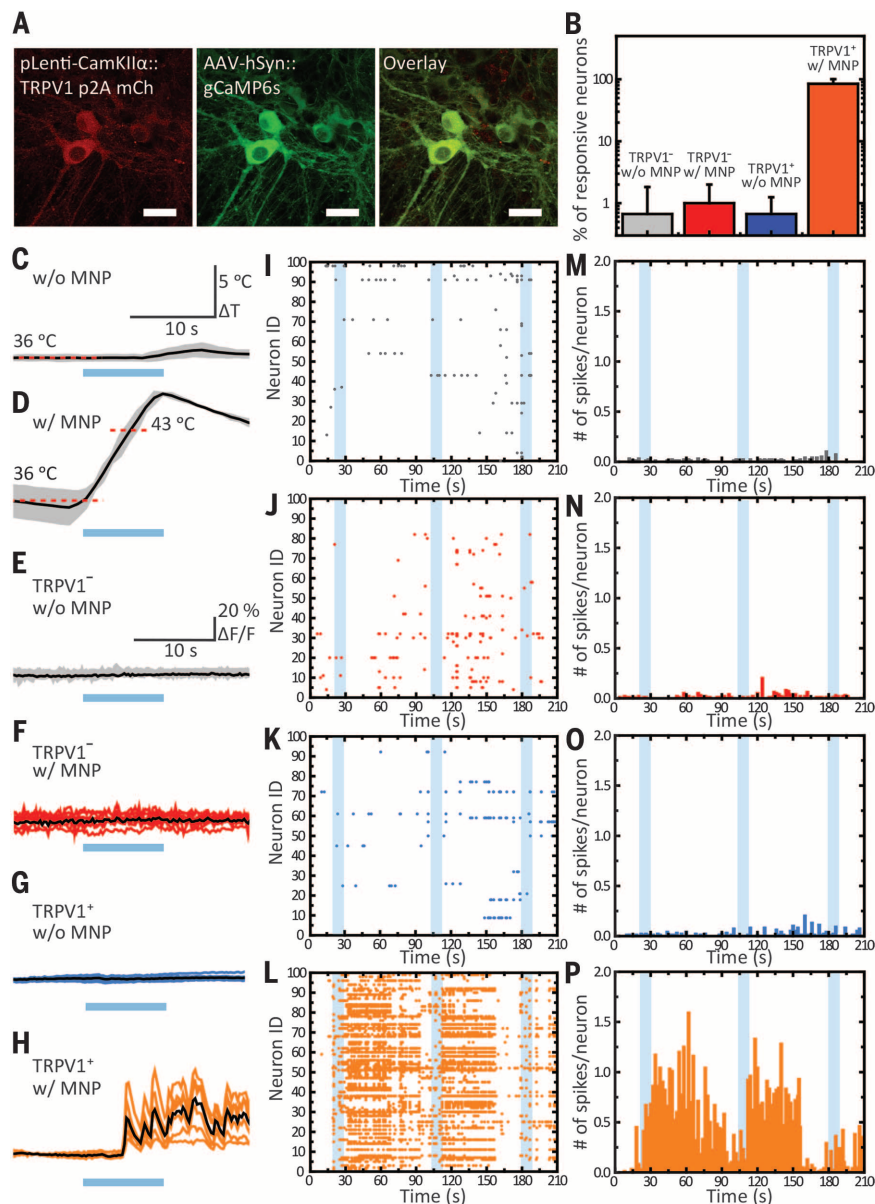 A
pLenti-CamKIIα::
TRPV1 p2A mCh
AAV-hSyn::
gCaMP6s
Overlay
B
% of responsive neurons
100
10
1
TRPV1⁻
w/o MNP
TRPV1⁻
w/ MNP
TRPV1⁺
w/o MNP
TRPV1⁺
w/ MNP
C
w/o MNP
5 °C
ΔT
10 s
36 °C
D
w/ MNP
43 °C
36 °C
E
TRPV1⁻
w/o MNP
20 %
ΔF/F
10 s
F
TRPV1⁻
w/ MNP
G
TRPV1⁺
w/o MNP
H
TRPV1⁺
w/ MNP
I
Neuron ID
100
90
80
70
60
50
40
30
20
10
0
0 30 60 90 120 150 180 210
Time (s)
J
Neuron ID
100
90
80
70
60
50
40
30
20
10
0
0 30 60 90 120 150 180 210
Time (s)
K
Neuron ID
100
90
80
70
60
50
40
30
20
10
0
0 30 60 90 120 150 180 210
Time (s)
L
Neuron ID
100
90
80
70
60
50
40
30
20
10
0
0 30 60 90 120 150 180 210
Time (s)
M
# of spikes/neuron
2.0
1.5
1.0
0.5
0.0
0 30 60 90 120 150 180 210
Time (s)
N
# of spikes/neuron
2.0
1.5
1.0
0.5
0.0
0 30 60 90 120 150 180 210
Time (s)
O
# of spikes/neuron
2.0
1.5
1.0
0.5
0.0
0 30 60 90 120 150 180 210
Time (s)
P
# of spikes/neuron
2.0
1.5
1.0
0.5
0.0
0 30 60 90 120 150 180 210
Time (s)